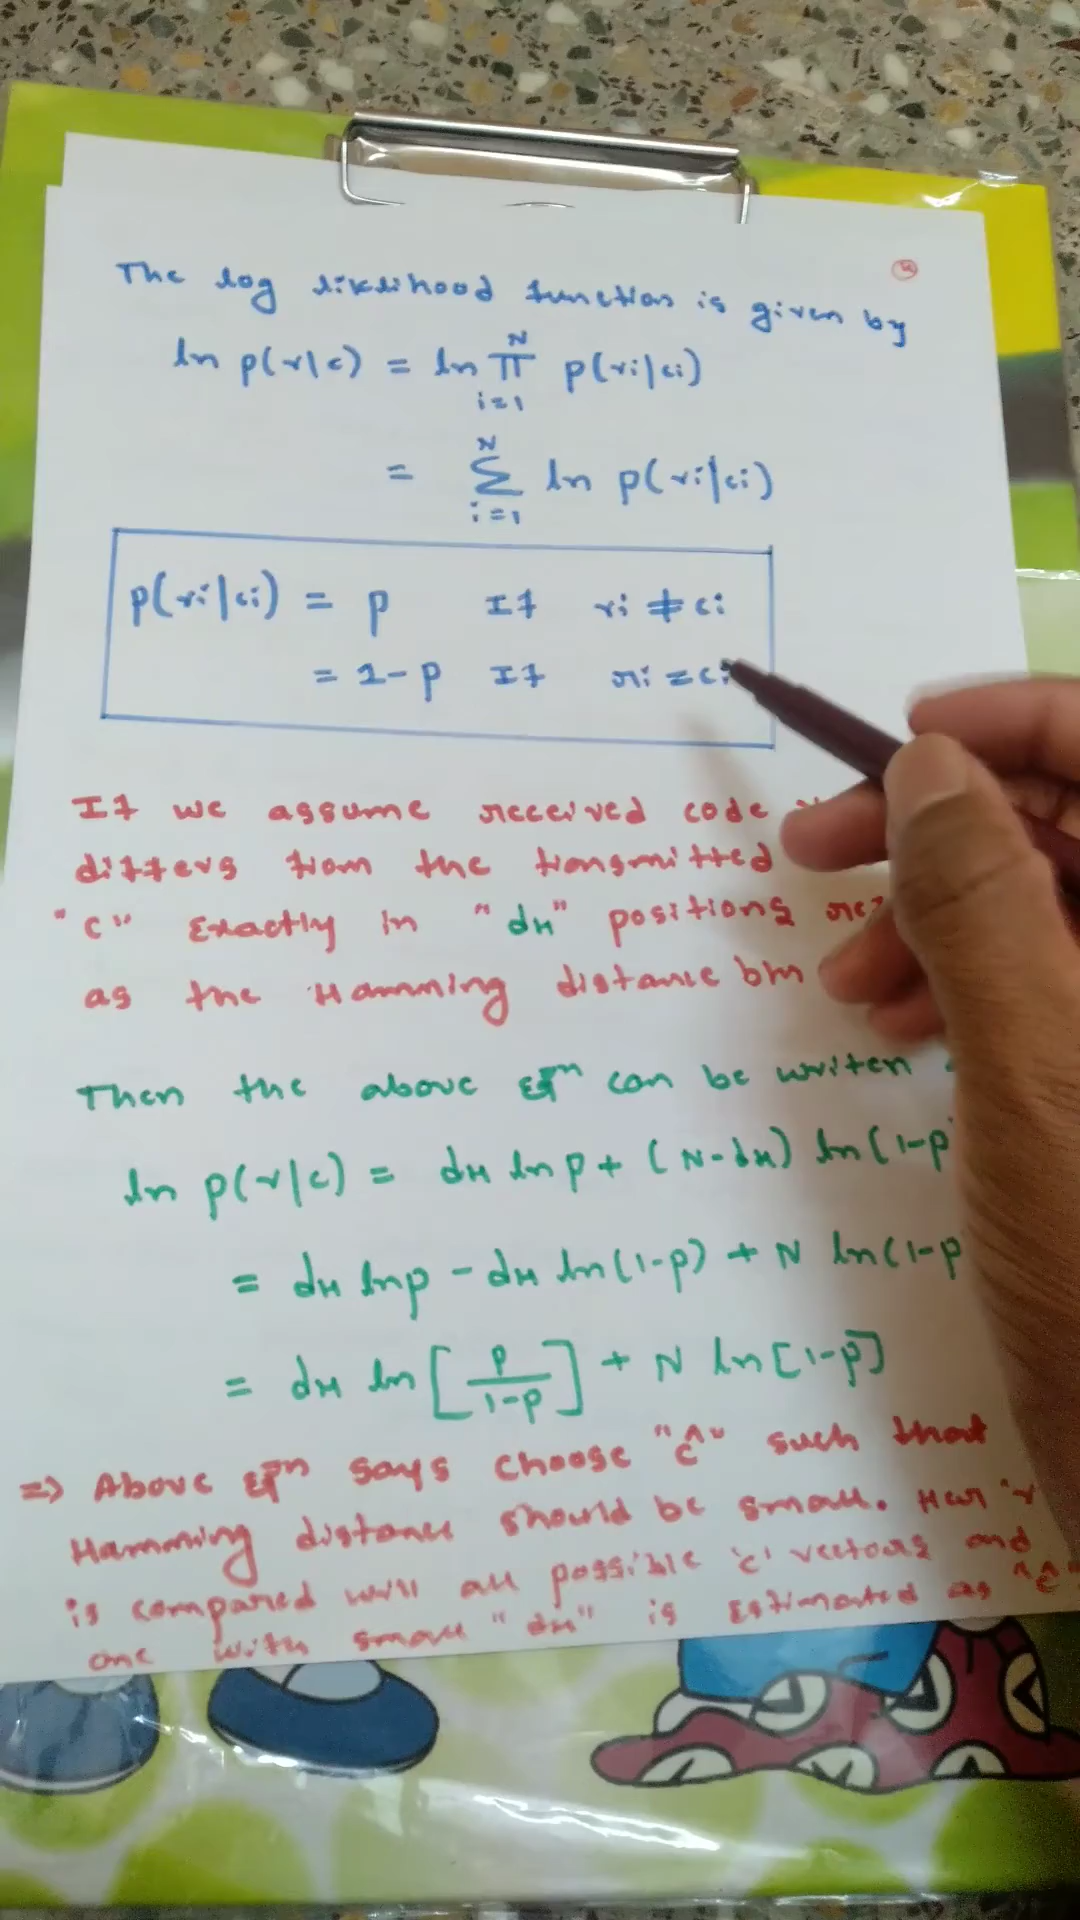 The log liklihood function is given by
ln p(r/c) = ln N Π i=1 p(ri/ci)
= N Σ i=1 ln p(ri/ci)
p(ri/ci) = p If ri ≠ ci
= 1-p If ri = ci
If we assume received code
differs from the transmitted
"c" Exactly in "dH" positions
as the Hamming distance btn
Then the above Eqn can be writen
ln p(r/c) = dH ln p + (N-dH) ln(1-p)
= dH ln p - dH ln(1-p) + N ln(1-p
= dH ln [p/1-p] + N ln[1-p]
=> Above Eqn says choose "ĉ" such that
Hamming distance should be small. Her "r
is compared with all possible 'c' vectors and
one with small "dH" is Estimated as "ĉ"